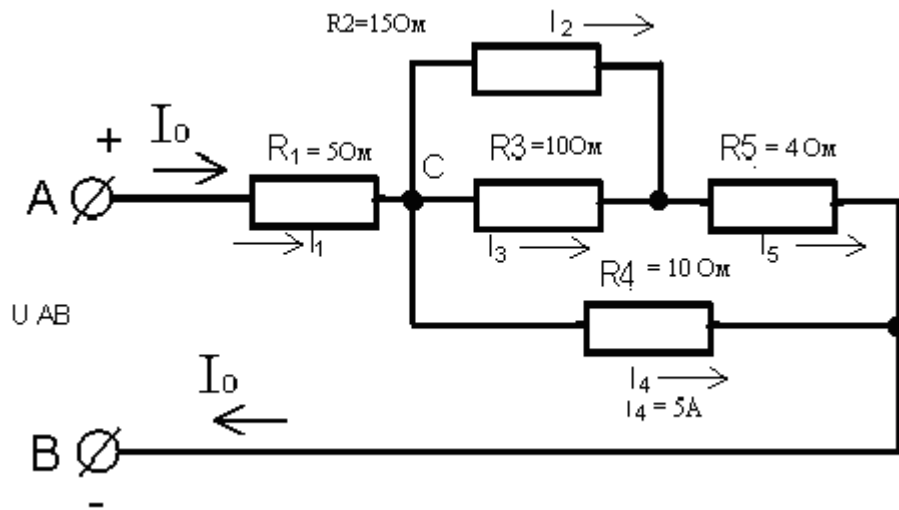 R2=15Ом
I2
+
I0
R1 = 5Ом
C
R3=10Ом
R5= 4 Ом
A
I1
I3
I5
R4 = 10 Ом
U AB
I4
I4 = 5А
I0
B
-